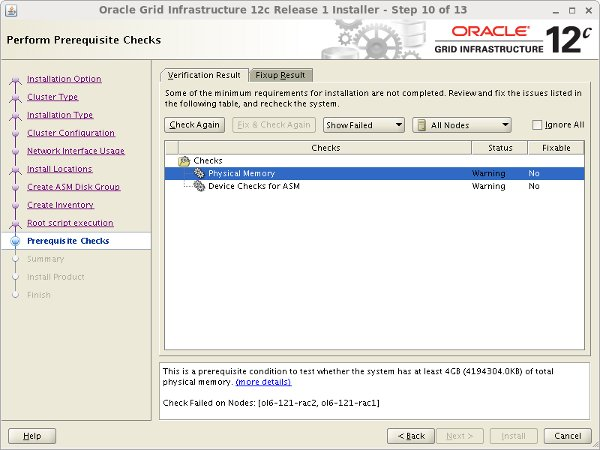 Oracle Grid Infrastructure 12c Release 1 Installer - Step 10 of 13
Perform Prerequisite Checks
ORACLE
GRID INFRASTRUCTURE
12c
Installation Option
Cluster Type
Installation Type
Cluster Configuration
Network Interface Usage
Install Locations
Create ASM Disk Group
Create Inventory
Root script execution
Prerequisite Checks
Summary
Install Product
Finish
Verification Result Fixup Result
Some of the minimum requirements for installation are not completed. Review and fix the issues listed in
the following table, and recheck the system.
Check Again Fix & Check Again Show Failed All Nodes Ignore All
Checks Status Fixable
Checks
Physical Memory Warning No
Device Checks for ASM Warning No
This is a prerequisite condition to test whether the system has at least 4GB (4194304.0KB) of total
physical memory. (more details)
Check Failed on Nodes: [ol6-121-rac2, ol6-121-rac1]
Help < Back Next > Install Cancel